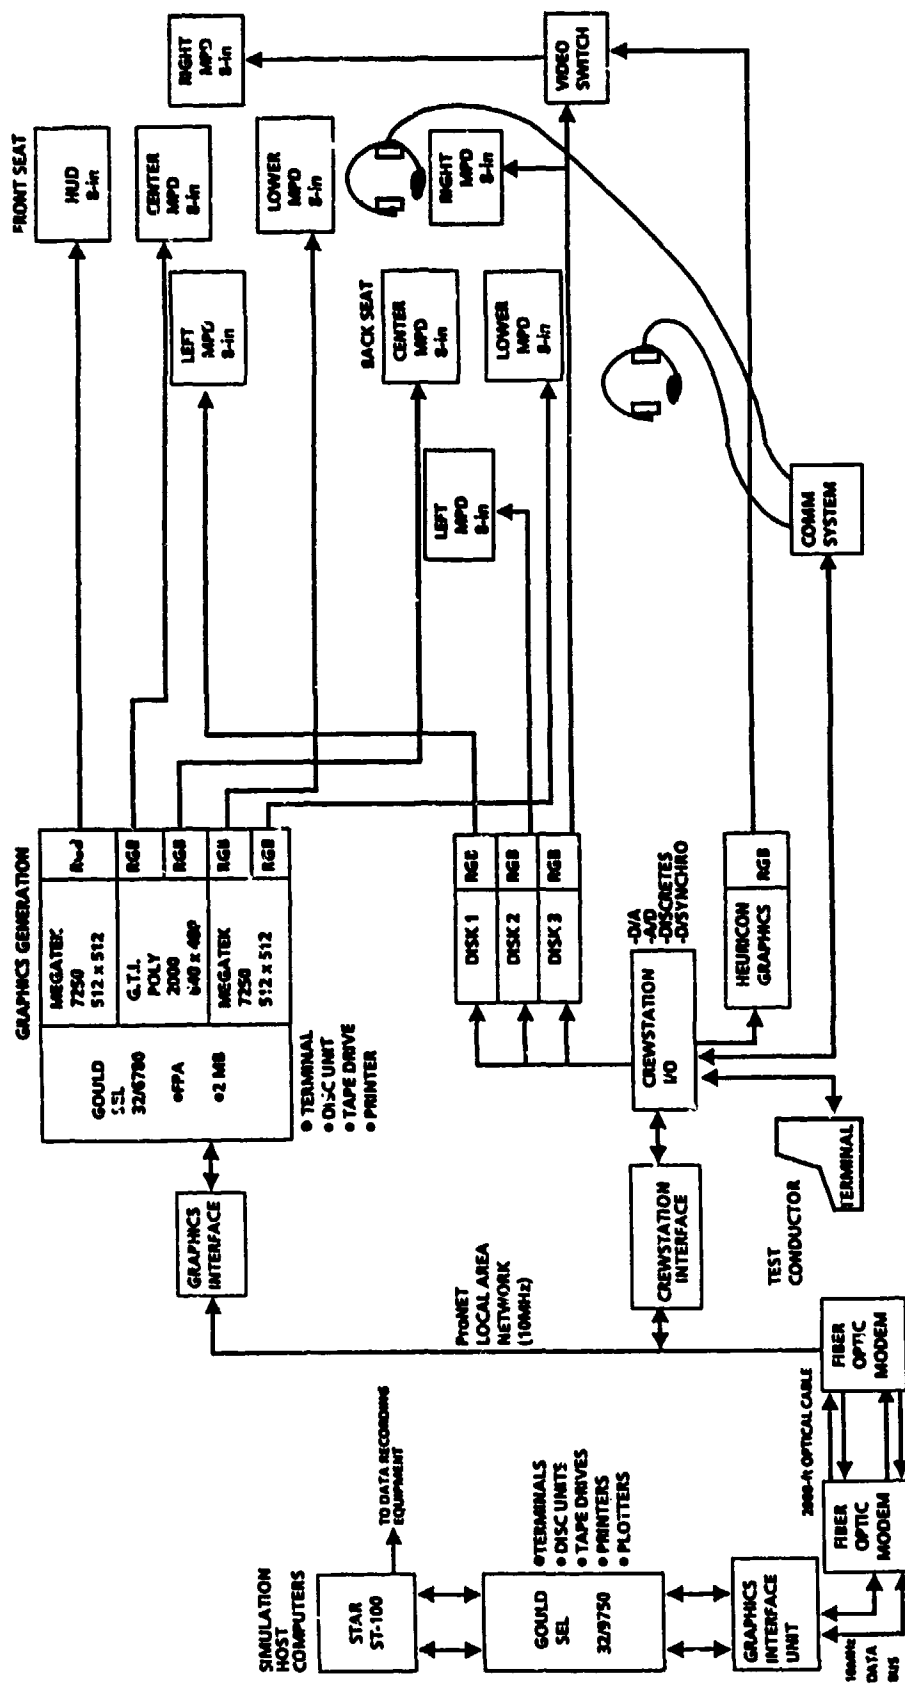 SIMULATION
HOST
COMPUTERS
STAR
ST-100
TO DATA RECORDING
EQUIPMENT
GOULD
SEL
32/9750
●TERMINALS
● DISC UNITS
● TAPE DRIVES
● PRINTERS
● PLOTTERS
GRAPHICS
INTERFACE
UNIT
10MHz
DATA
BUS
FIBER
OPTIC
MODEM
2000-ft OPTICAL CABLE
FIBER
OPTIC
MODEM
ProNET
LOCAL AREA
NETWORK
(10MHz)
GRAPHICS
INTERFACE
CREWSTATION
INTERFACE
TEST
CONDUCTOR
TERMINAL
GRAPHICS GENERATION
GOULD
SEL
32/6780
●FPA
●2 MB
● TERMINAL
● DISC UNIT
● TAPE DRIVE
● PRINTER
MEGATEK
7250
512 x 512
G.T.I.
POLY
2000
640 x 480
MEGATEK
7250
512 x 512
RGB
RGB
RGB
RGB
CREWSTATION
I/O
-D/A
-A/D
-DISCRETES
-D/SYNCHRO
DISK 1
RGB
DISK 2
RGB
DISK 3
RGB
HEURICON
GRAPHICS
RGB
FRONT SEAT
HUD
8-in
CENTER
MPD
8-in
LEFT
MPD
8-in
RIGHT
MPD
8-in
LOWER
MPD
8-in
BACK SEAT
CENTER
MPD
8-in
LEFT
MPD
8-in
RIGHT
MPD
8-in
LOWER
MPD
8-in
VIDEO
SWITCH
COMM
SYSTEM